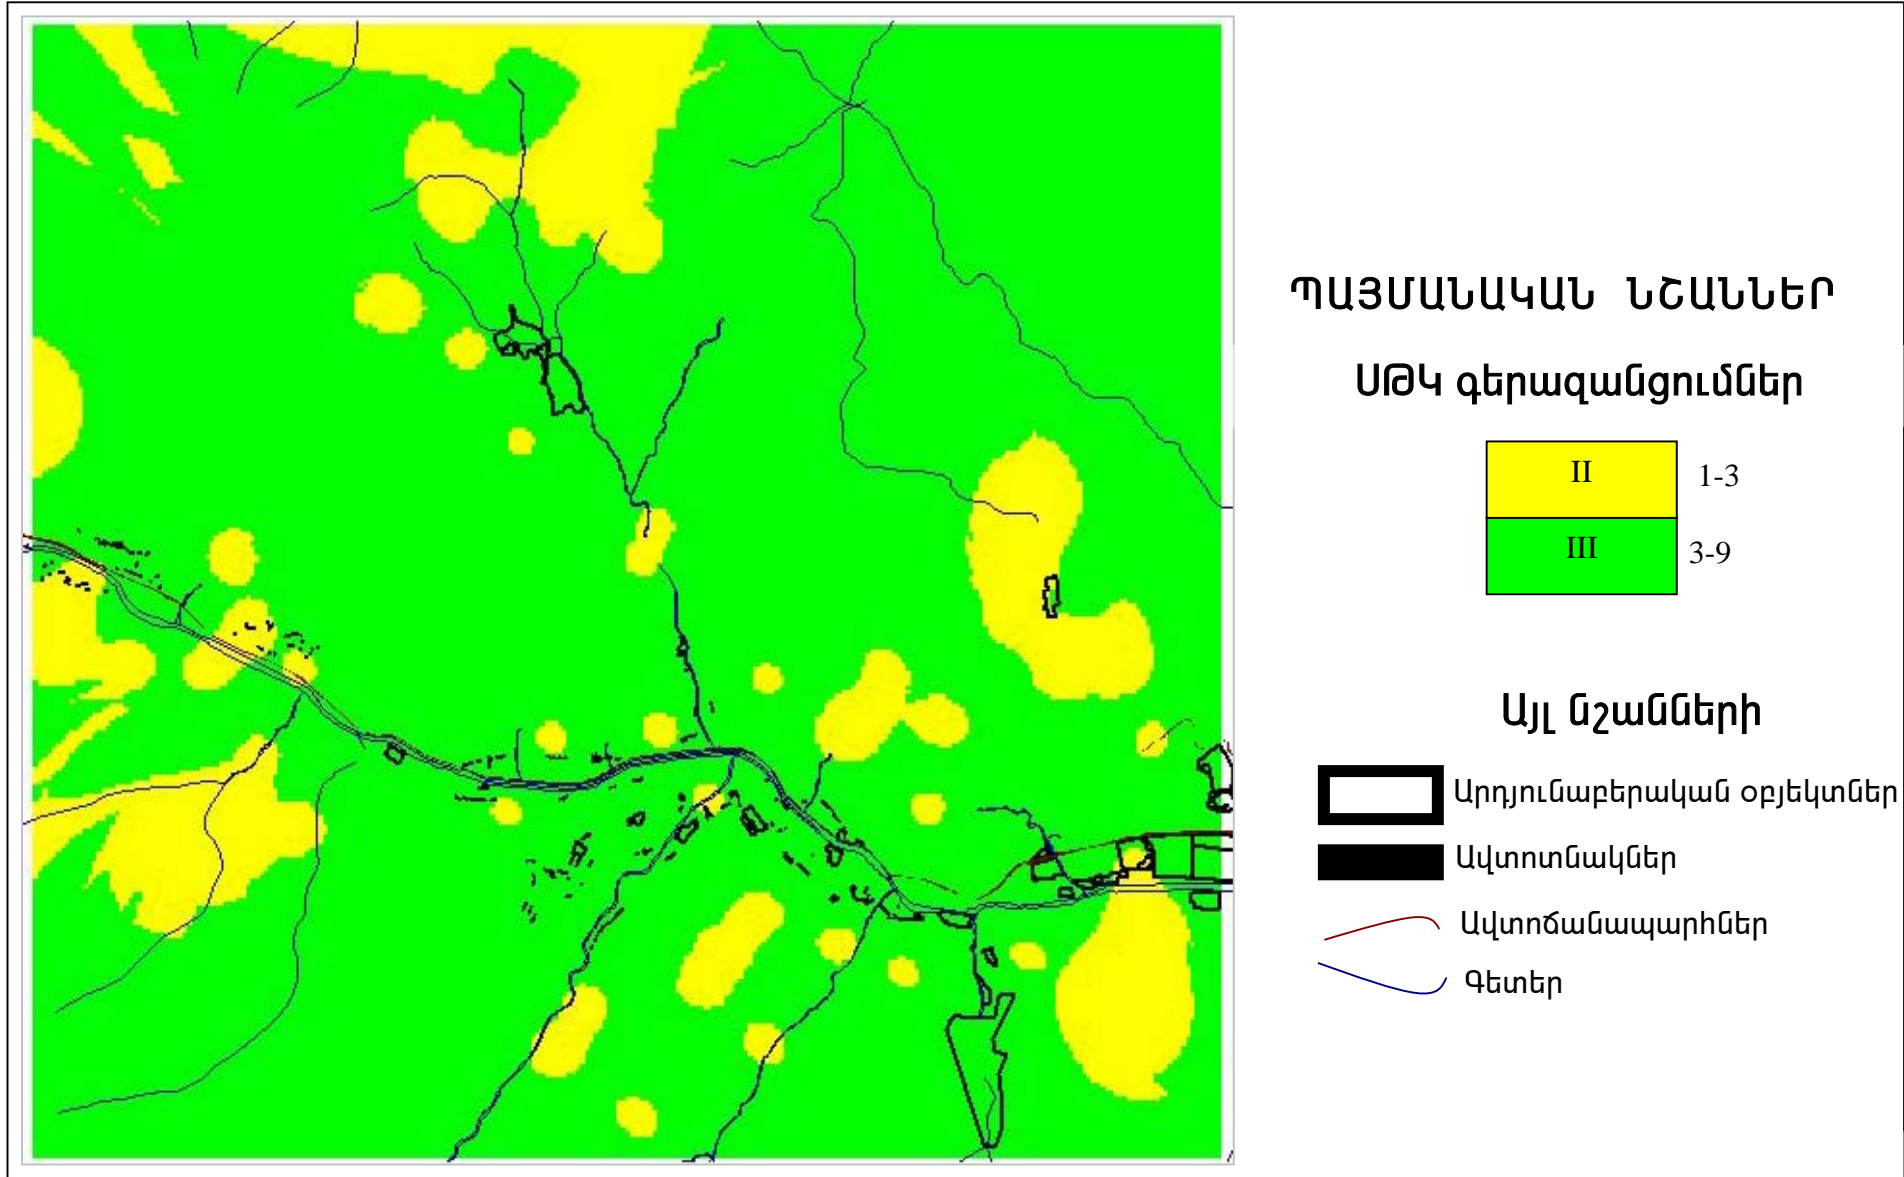 ՊԱՅՄԱՆԱԿԱՆ ՆՇԱՆՆԵՐ
ՍԹԿ գերազանցումներ
II 1-3
III 3-9
Այլ նշանների
Արդյունաբերական օբյեկտներ
Ավտոտնակներ
Ավտոճանապարհներ
Գետեր